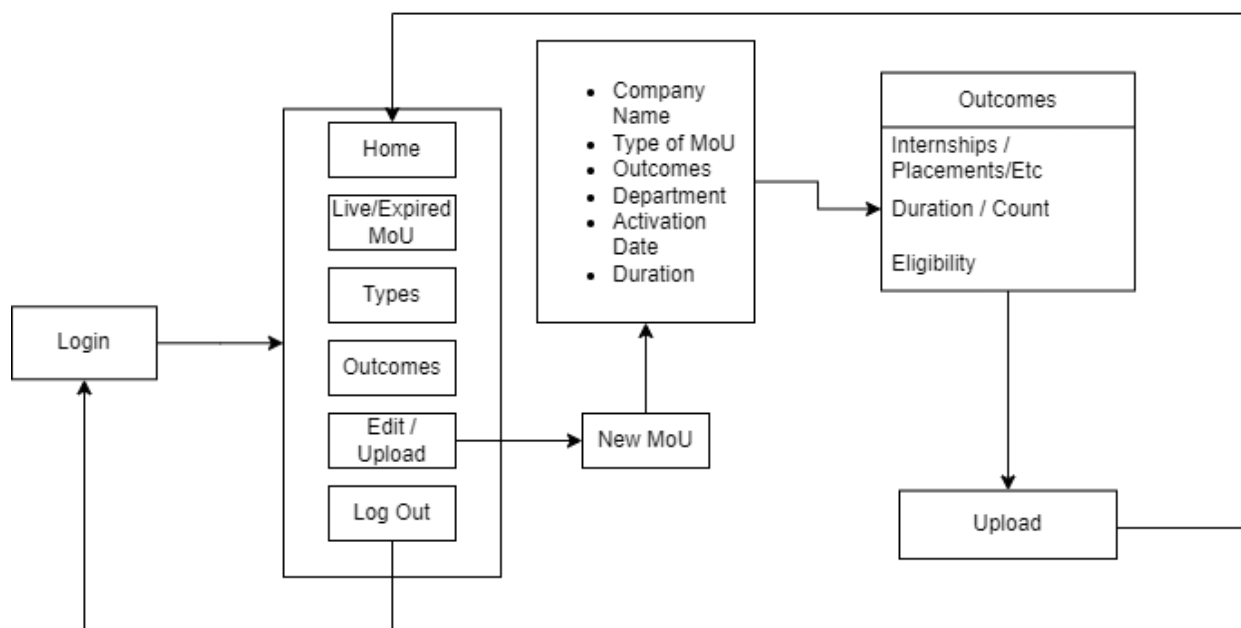 Login
Home
Live/Expired
MoU
Types
Outcomes
Edit /
Upload
Log Out
New MoU
• Company
Name
• Type of MoU
• Outcomes
• Department
• Activation
Date
• Duration
Outcomes
Internships /
Placements/Etc
Duration / Count
Eligibility
Upload